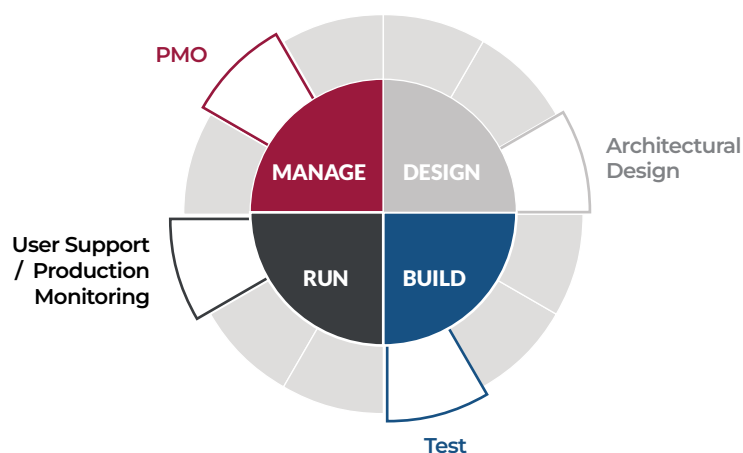 PMO
MANAGE
DESIGN
Architectural
Design
User Support
/ Production
Monitoring
RUN
BUILD
Test